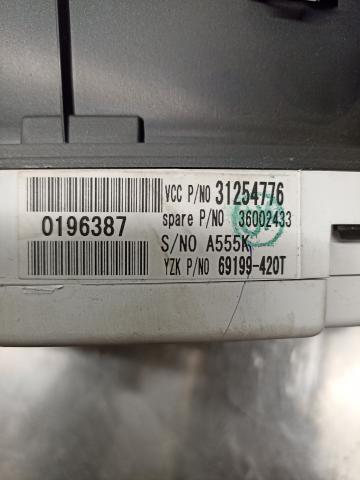 VCC P/NO 31254776
0196387 spare P/NO 36002433
S/NO A555K
YZK P/NO 69199-420T